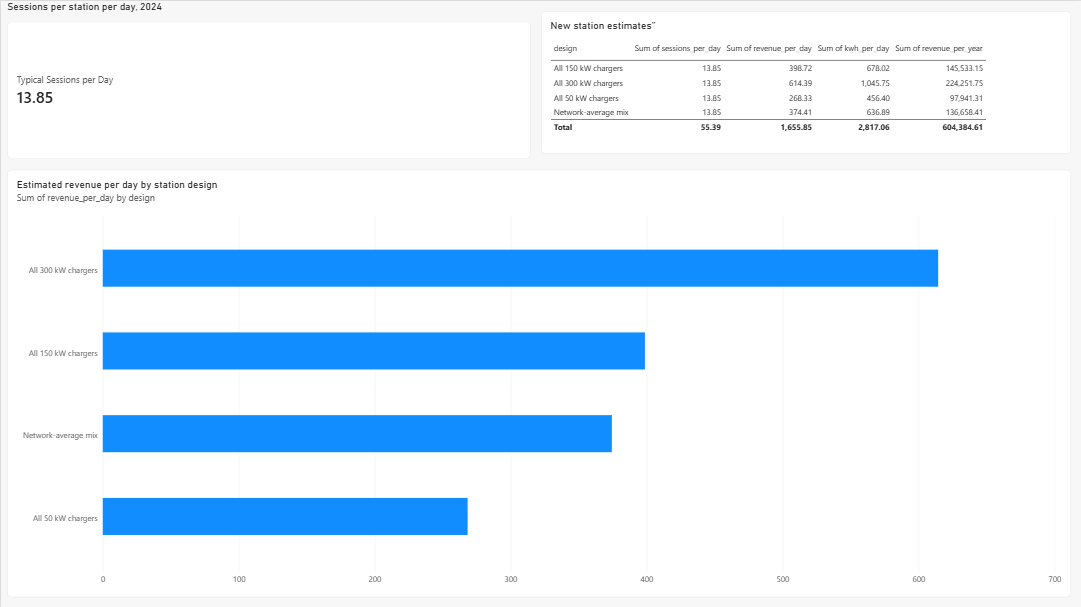 Sessions per station per day, 2024
Typical Sessions per Day
13.85
New station estimates"
design Sum of sessions_per_day Sum of revenue_per_day Sum of kwh_per_day Sum of revenue_per_year
All 150 kW chargers 13.85 398.72 678.02 145,533.15
All 300 kW chargers 13.85 614.39 1,045.75 224,251.75
All 50 kW chargers 13.85 268.33 456.40 97,941.31
Network-average mix 13.85 374.41 636.89 136,658.41
Total 55.39 1,655.85 2,817.06 604,384.61
Estimated revenue per day by station design
Sum of revenue_per_day by design
All 300 kW chargers
All 150 kW chargers
Network-average mix
All 50 kW chargers
0 100 200 300 400 500 600 700